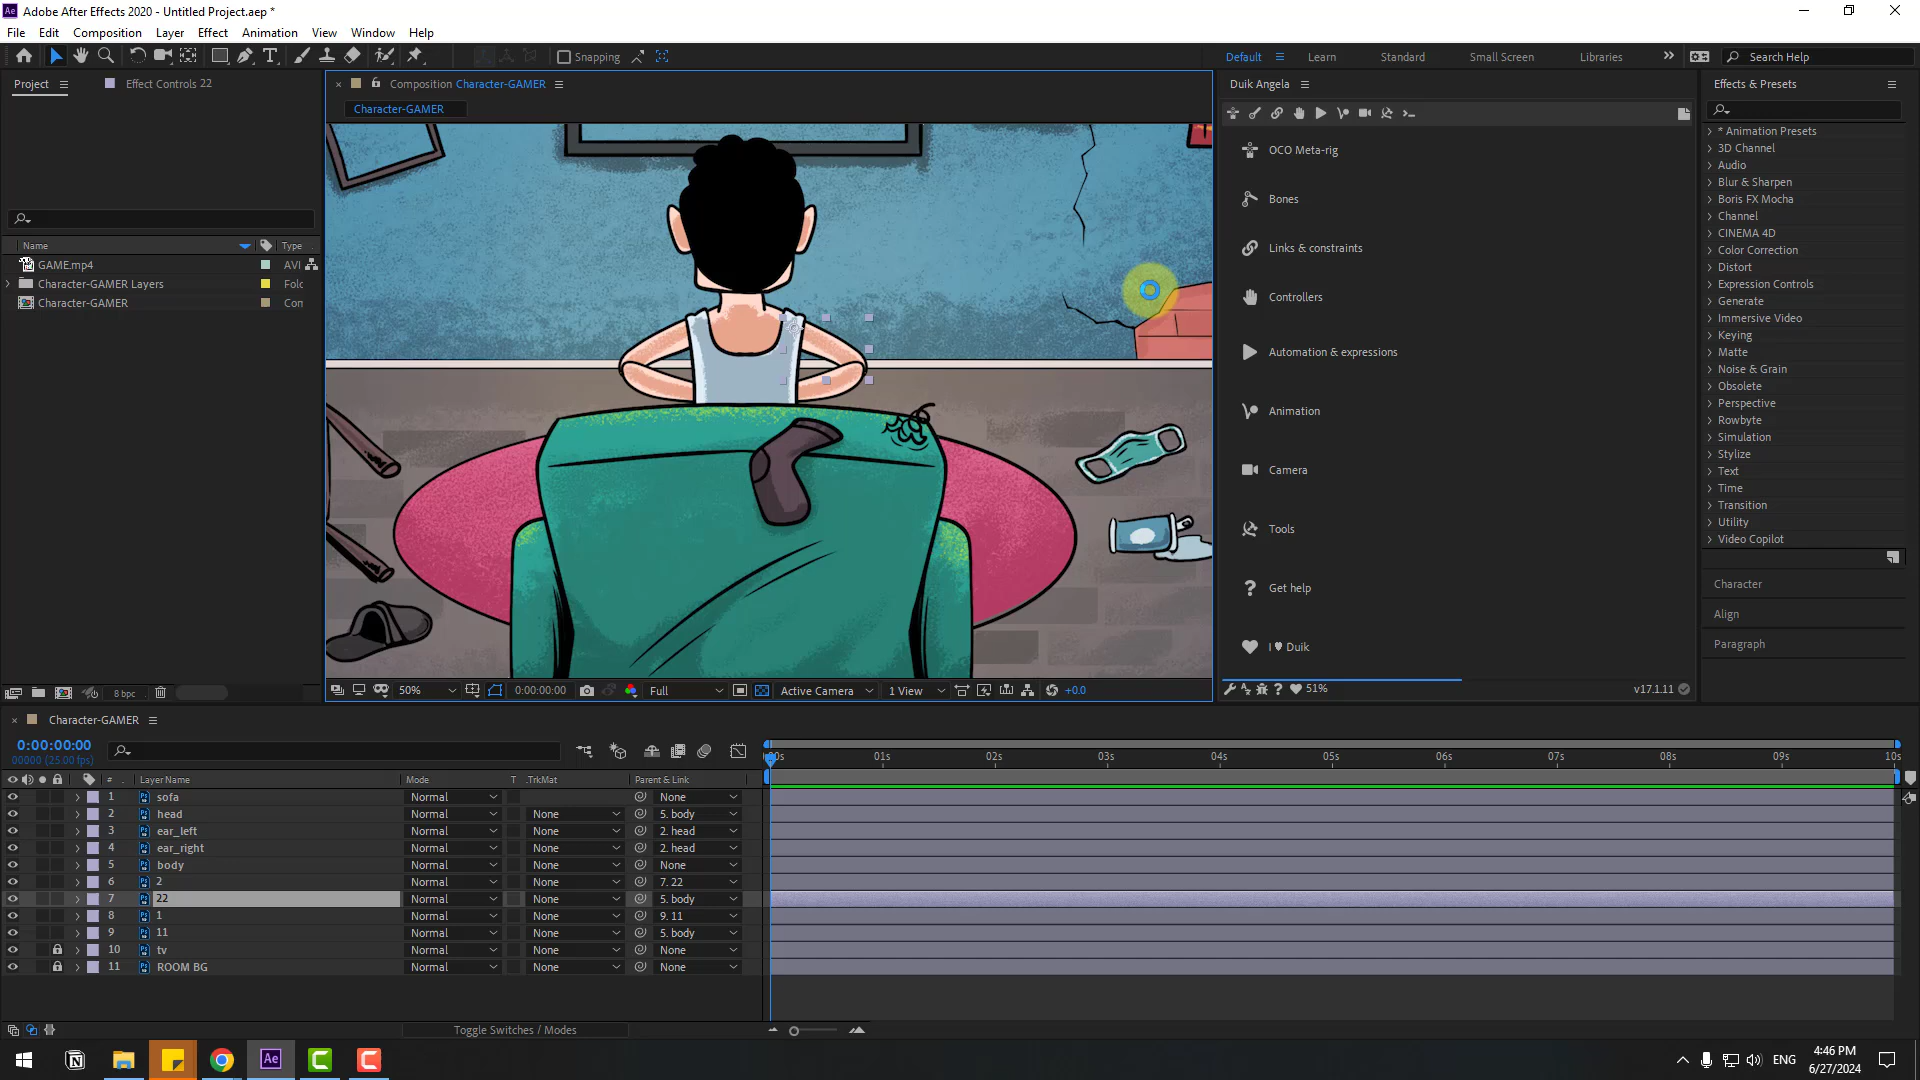 Adobe After Effects 2020 - Untitled Project.aep *
File Edit Composition Layer Effect Animation View Window Help
Snapping
Default Learn Standard Small Screen Libraries Search Help
Project Effect Controls 22
Composition Character-GAMER
Character-GAMER
Name Type
GAME.mp4 AVI
Character-GAMER Layers Folc
Character-GAMER Con
8 bpc
50% 0:00:00:00 Full Active Camera 1 View +0.0
Duik Angela
OCO Meta-rig
Bones
Links & constraints
Controllers
Automation & expressions
Animation
Camera
Tools
Get help
I ♥ Duik
51% v17.1.11
Effects & Presets
* Animation Presets
3D Channel
Audio
Blur & Sharpen
Boris FX Mocha
Channel
CINEMA 4D
Color Correction
Distort
Expression Controls
Generate
Immersive Video
Keying
Matte
Noise & Grain
Obsolete
Perspective
Rowbyte
Simulation
Stylize
Text
Time
Transition
Utility
Video Copilot
Character
Align
Paragraph
Character-GAMER
0:00:00:00
00000 (25.00 fps)
00s 01s 02s 03s 04s 05s 06s 07s 08s 09s 10s
# Layer Name Mode T .TrkMat Parent & Link
1 sofa Normal None
2 head Normal None 5. body
3 ear_left Normal None 2. head
4 ear_right Normal None 2. head
5 body Normal None None
6 2 Normal None 7. 22
7 22 Normal None 5. body
8 1 Normal None 9. 11
9 11 Normal None 5. body
10 tv Normal None None
11 ROOM BG Normal None None
Toggle Switches / Modes
ENG
4:46 PM
6/27/2024